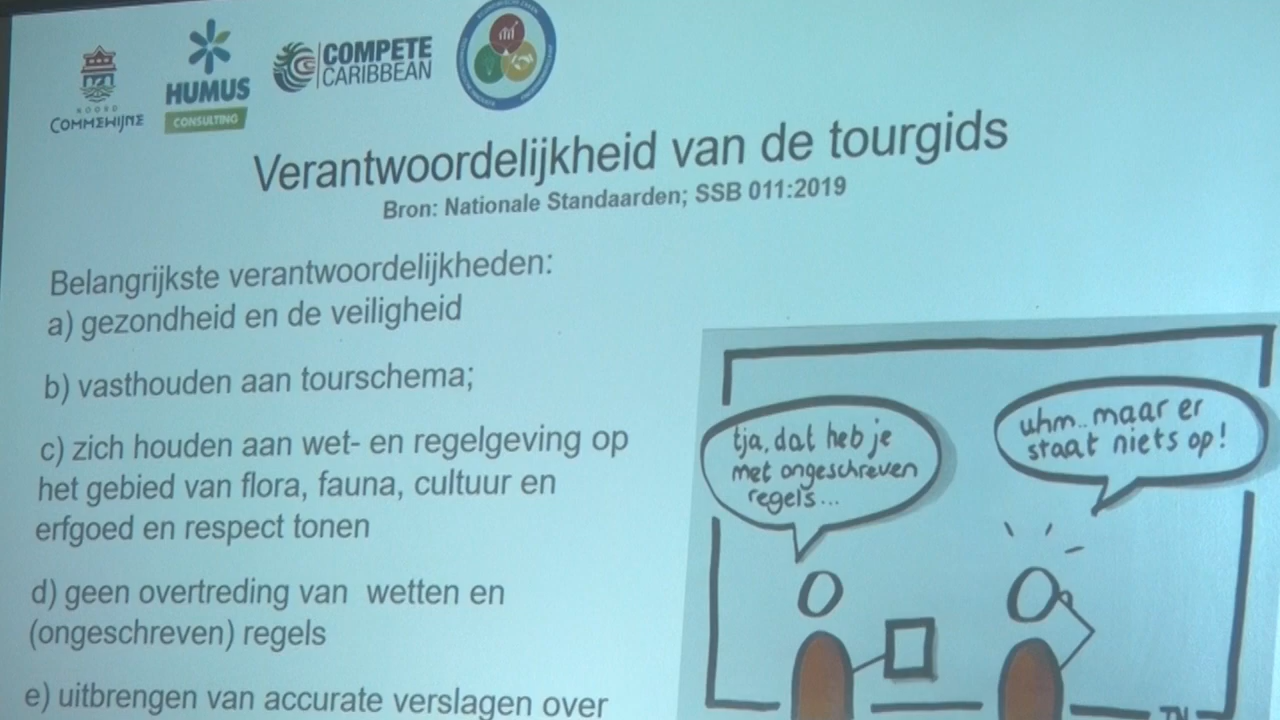 NOORD
COMMEWIJNE
HUMUS
CONSULTING
COMPETE
CARIBBEAN
Verantwoordelijkheid van de tourgids
Bron: Nationale Standaarden; SSB 011:2019
Belangrijkste verantwoordelijkheden:
a) gezondheid en de veiligheid
b) vasthouden aan tourschema;
c) zich houden aan wet- en regelgeving op
het gebied van flora, fauna, cultuur en
erfgoed en respect tonen
d) geen overtreding van wetten en
(ongeschreven) regels
e) uitbrengen van accurate verslagen over
tja, dat heb je
met ongeschreven
regels...
uhm.. maar er
staat niets op!